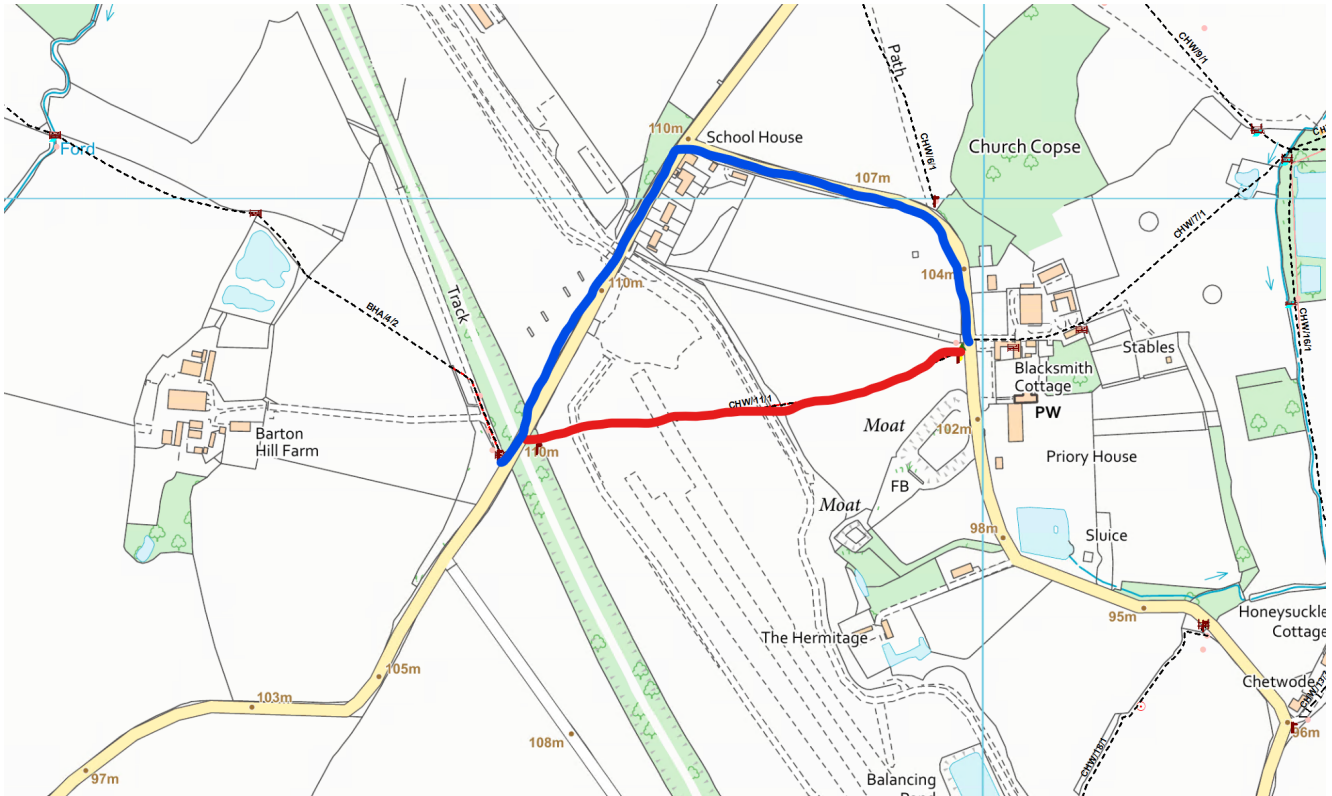 CHW/9/1
Path
110m
School House
Ford
CHW/6/1
Church Copse
107m
CHW/7/1
104m
110m
Track
BHA/4/2
CHW/16/1
Stables
Blacksmith
Cottage
CHW/11/1
PW
Moat
102m
Barton
Hill Farm
110m
Priory House
FB
Moat
98m
Sluice
95m
Honeysuckle
Cottage
The Hermitage
105m
Chetwode
CHW/13/2
103m
96m
108m
CHW/18/1
97m
Balancing
Pond